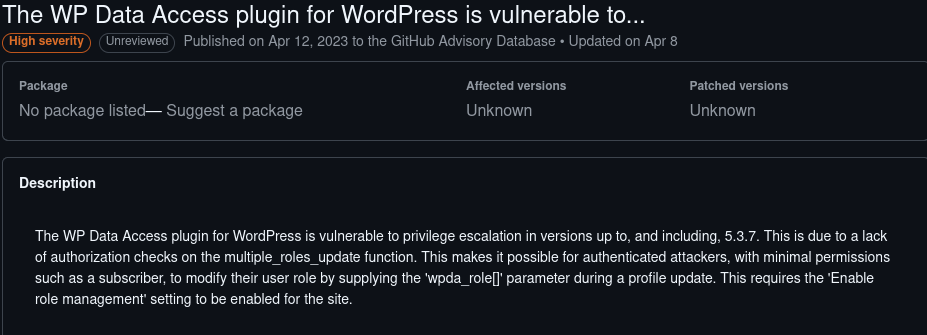 The WP Data Access plugin for WordPress is vulnerable to...
High severity Unreviewed Published on Apr 12, 2023 to the GitHub Advisory Database • Updated on Apr 8
Package
No package listed— Suggest a package
Affected versions
Unknown
Patched versions
Unknown
Description
The WP Data Access plugin for WordPress is vulnerable to privilege escalation in versions up to, and including, 5.3.7. This is due to a lack
of authorization checks on the multiple_roles_update function. This makes it possible for authenticated attackers, with minimal permissions
such as a subscriber, to modify their user role by supplying the 'wpda_role[]' parameter during a profile update. This requires the 'Enable
role management' setting to be enabled for the site.